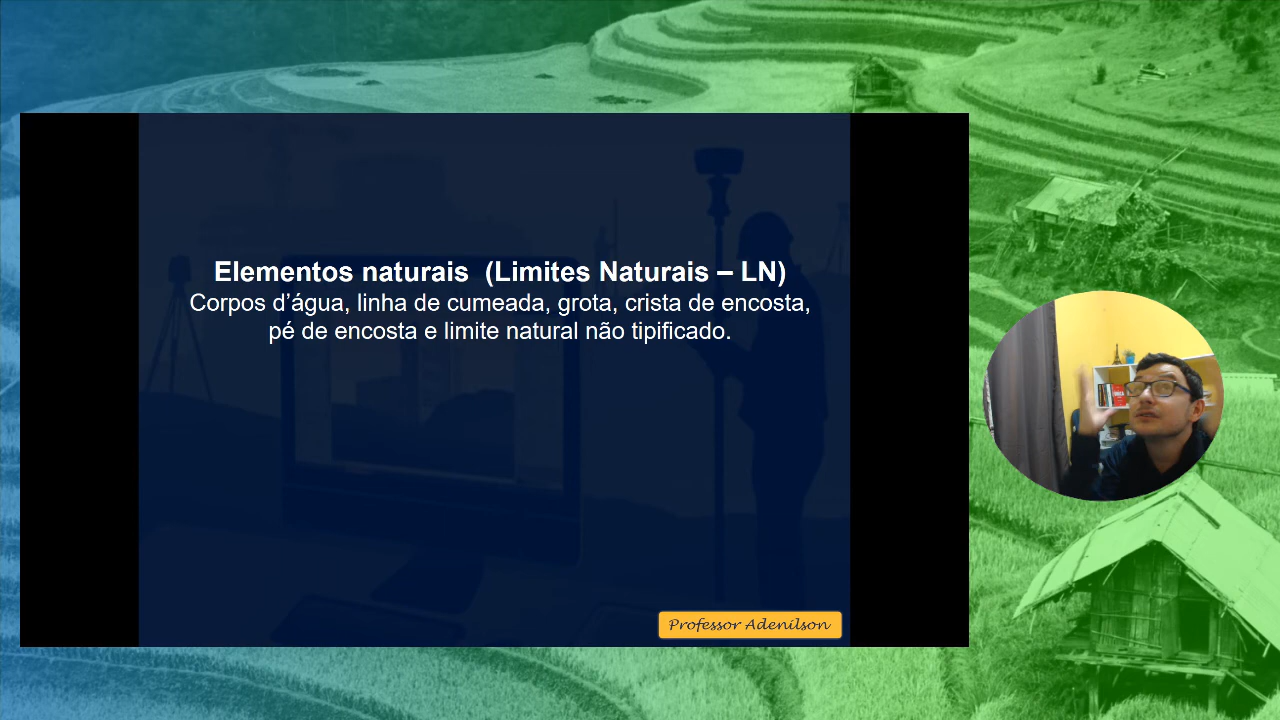 Elementos naturais (Limites Naturais – LN)
Corpos d’água, linha de cumeada, grota, crista de encosta,
pé de encosta e limite natural não tipificado.
Professor Adenilson